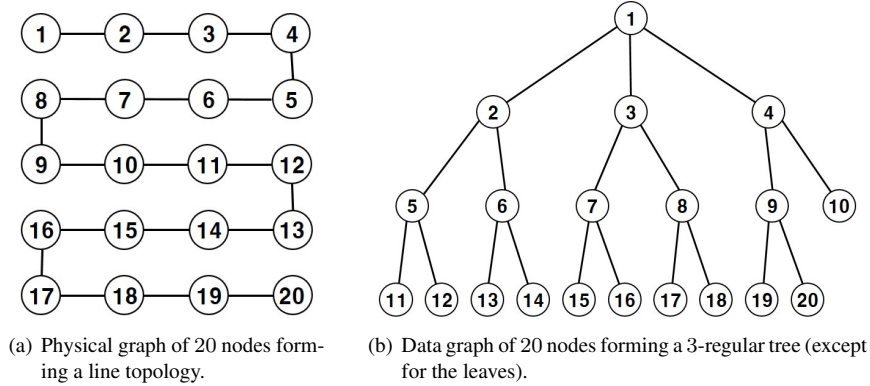 1 2 3 4
8 7 6 5
9 10 11 12
16 15 14 13
17 18 19 20
(a) Physical graph of 20 nodes form-
ing a line topology.
1
2 3 4
5 6 7 8 9 10
11 12 13 14 15 16 17 18 19 20
(b) Data graph of 20 nodes forming a 3-regular tree (except
for the leaves).